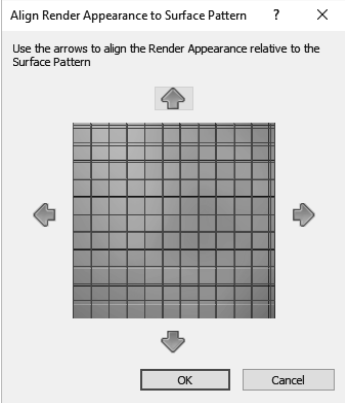 Align Render Appearance to Surface Pattern ? ×
Use the arrows to align the Render Appearance relative to the
Surface Pattern
OK Cancel